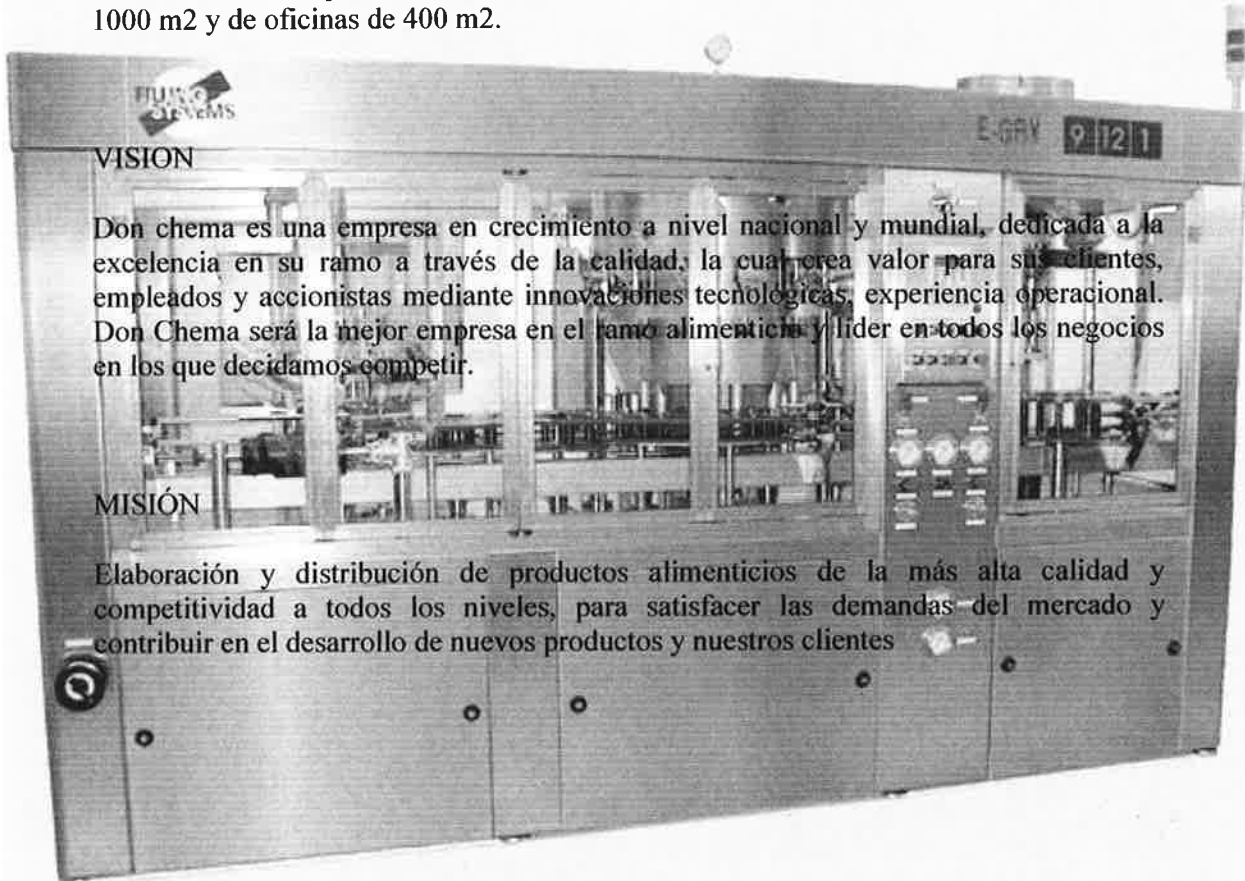 1000 m2 y de oficinas de 400 m2.
FILLING
SYSTEMS
E-GRV 9 12 1
VISION
Don chema es una empresa en crecimiento a nivel nacional y mundial, dedicada a la
excelencia en su ramo a través de la calidad, la cual crea valor para sus clientes,
empleados y accionistas mediante innovaciones tecnológicas, experiencia operacional.
Don Chema será la mejor empresa en el ramo alimenticio y lider en todos los negocios
en los que decidamos competir.
MISIÓN
Elaboración y distribución de productos alimenticios de la más alta calidad y
competitividad a todos los niveles, para satisfacer las demandas del mercado y
contribuir en el desarrollo de nuevos productos y nuestros clientes